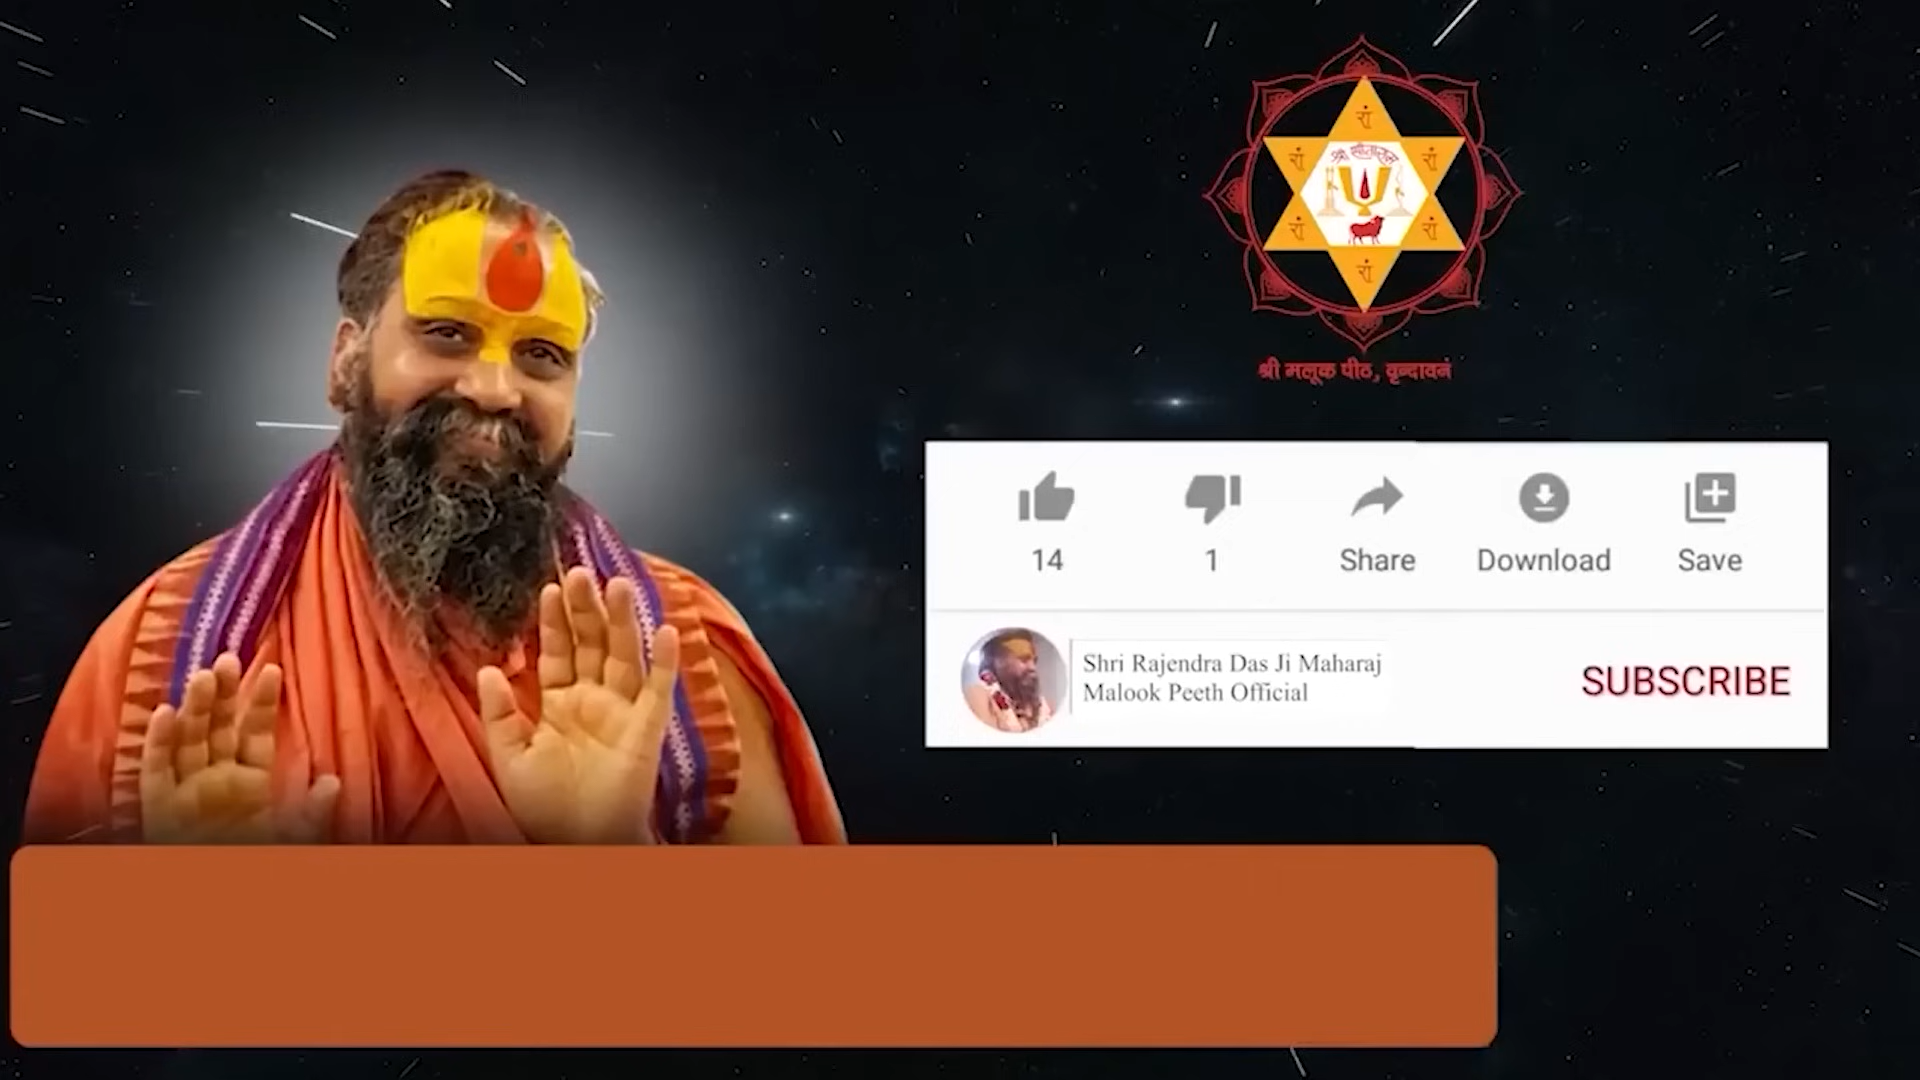 रां
रां
रां
श्री सीताराम
रां
रां
रां
श्री मलूक पीठ, वृन्दावनं
14
1
Share
Download
Save
Shri Rajendra Das Ji Maharaj
Malook Peeth Official
SUBSCRIBE